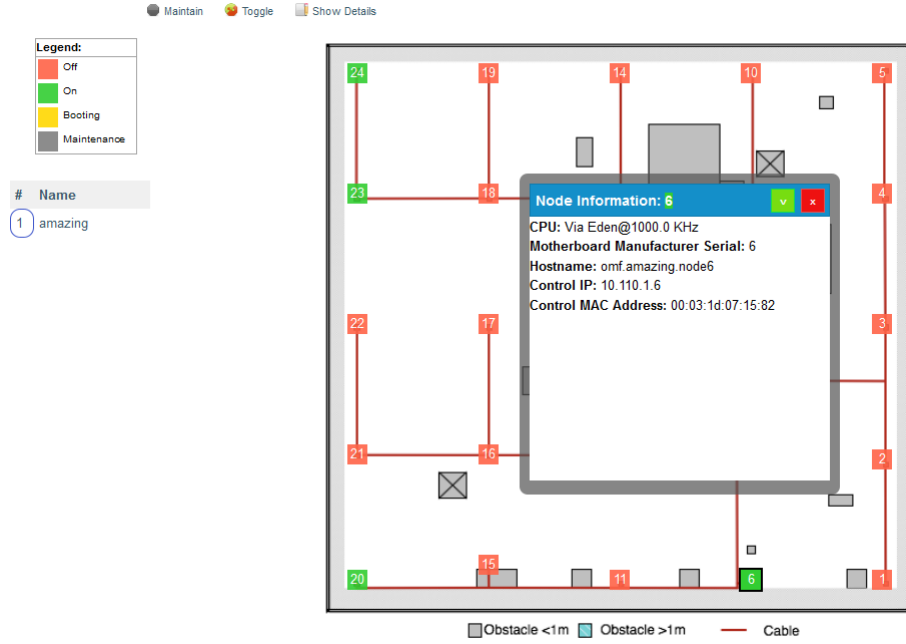 Maintain Toggle Show Details
Legend:
Off
On
Booting
Maintenance
# Name
1 amazing
24 19 14 10 5
23 18 4
Node Information: 6 v x
CPU: Via Eden@1000.0 KHz
Motherboard Manufacturer Serial: 6
Hostname: omf.amazing.node6
Control IP: 10.110.1.6
Control MAC Address: 00:03:1d:07:15:82
22 17 3
21 16 2
15
20 11 6 1
Obstacle <1m Obstacle >1m Cable